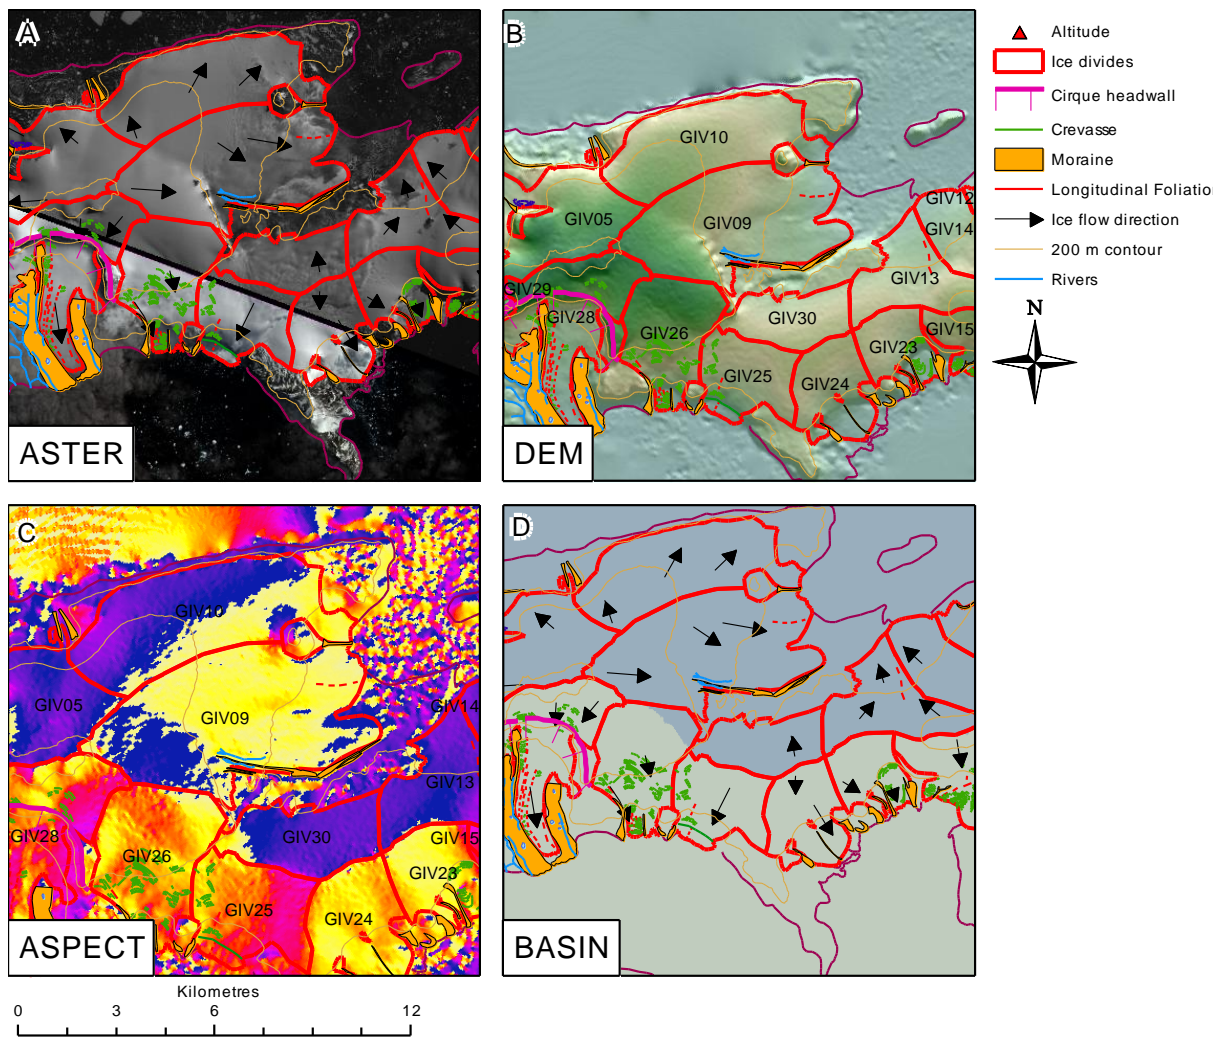 A
ASTER
B
GIV10
GIV05
GIV09
GIV12
GIV14
GIV13
GIV29
GIV28
GIV26
GIV30
GIV15
GIV23
GIV25
GIV24
DEM
Altitude
Ice divides
Cirque headwall
Crevasse
Moraine
Longitudinal Foliatio
Ice flow direction
200 m contour
Rivers
N
C
GIV10
GIV05
GIV09
GIV14
GIV13
GIV28
GIV26
GIV30
GIV15
GIV23
GIV25
GIV24
ASPECT
D
BASIN
Kilometres
0 3 6 12